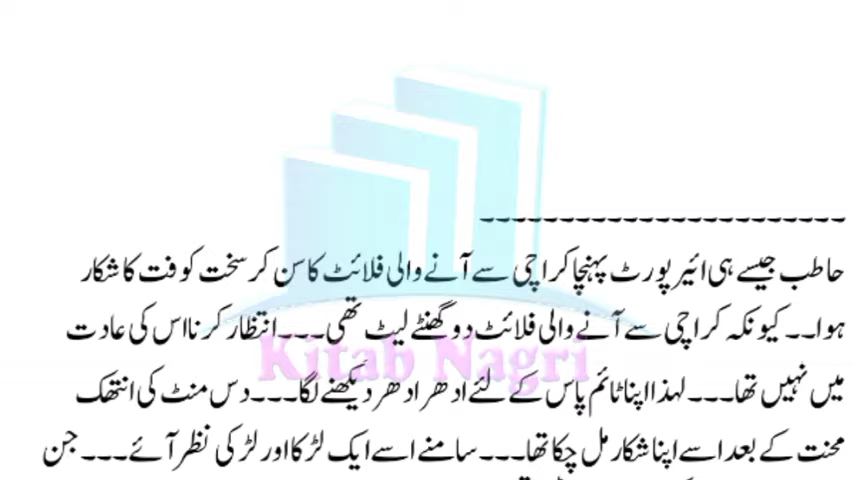 ------------------------
حاطب جیسے ہی ائیرپورٹ پہنچا کراچی سے آنے والی فلائٹ کا سن کر سخت کوفت کا شکار
ہوا۔۔ کیونکہ کراچی سے آنے والی فلائٹ دو گھنٹے لیٹ تھی۔۔۔ انتظار کرنا اس کی عادت
Kitab Nagri
میں نہیں تھا۔۔۔ لہذا اپنا ٹائم پاس کے لئے ادھر ادھر دیکھنے لگا۔۔۔ دس منٹ کی انتھک
محنت کے بعد اسے اپنا شکار مل چکا تھا۔۔۔ سامنے اسے ایک لڑکا اور لڑکی نظر آئے۔۔۔ جن